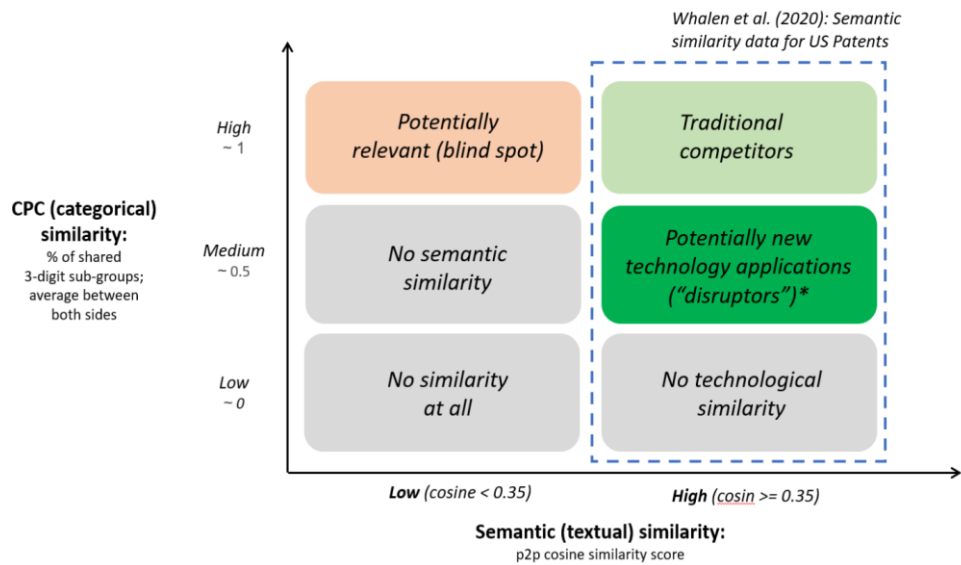 Whalen et al. (2020): Semantic
similarity data for US Patents
High
~ 1
Potentially
relevant (blind spot)
Traditional
competitors
CPC (categorical)
similarity:
% of shared
3-digit sub-groups;
average between
both sides
Medium
~ 0.5
No semantic
similarity
Potentially new
technology applications
(“disruptors”)*
Low
~ 0
No similarity
at all
No technological
similarity
Low (cosine < 0.35)
High (cosin >= 0.35)
Semantic (textual) similarity:
p2p cosine similarity score